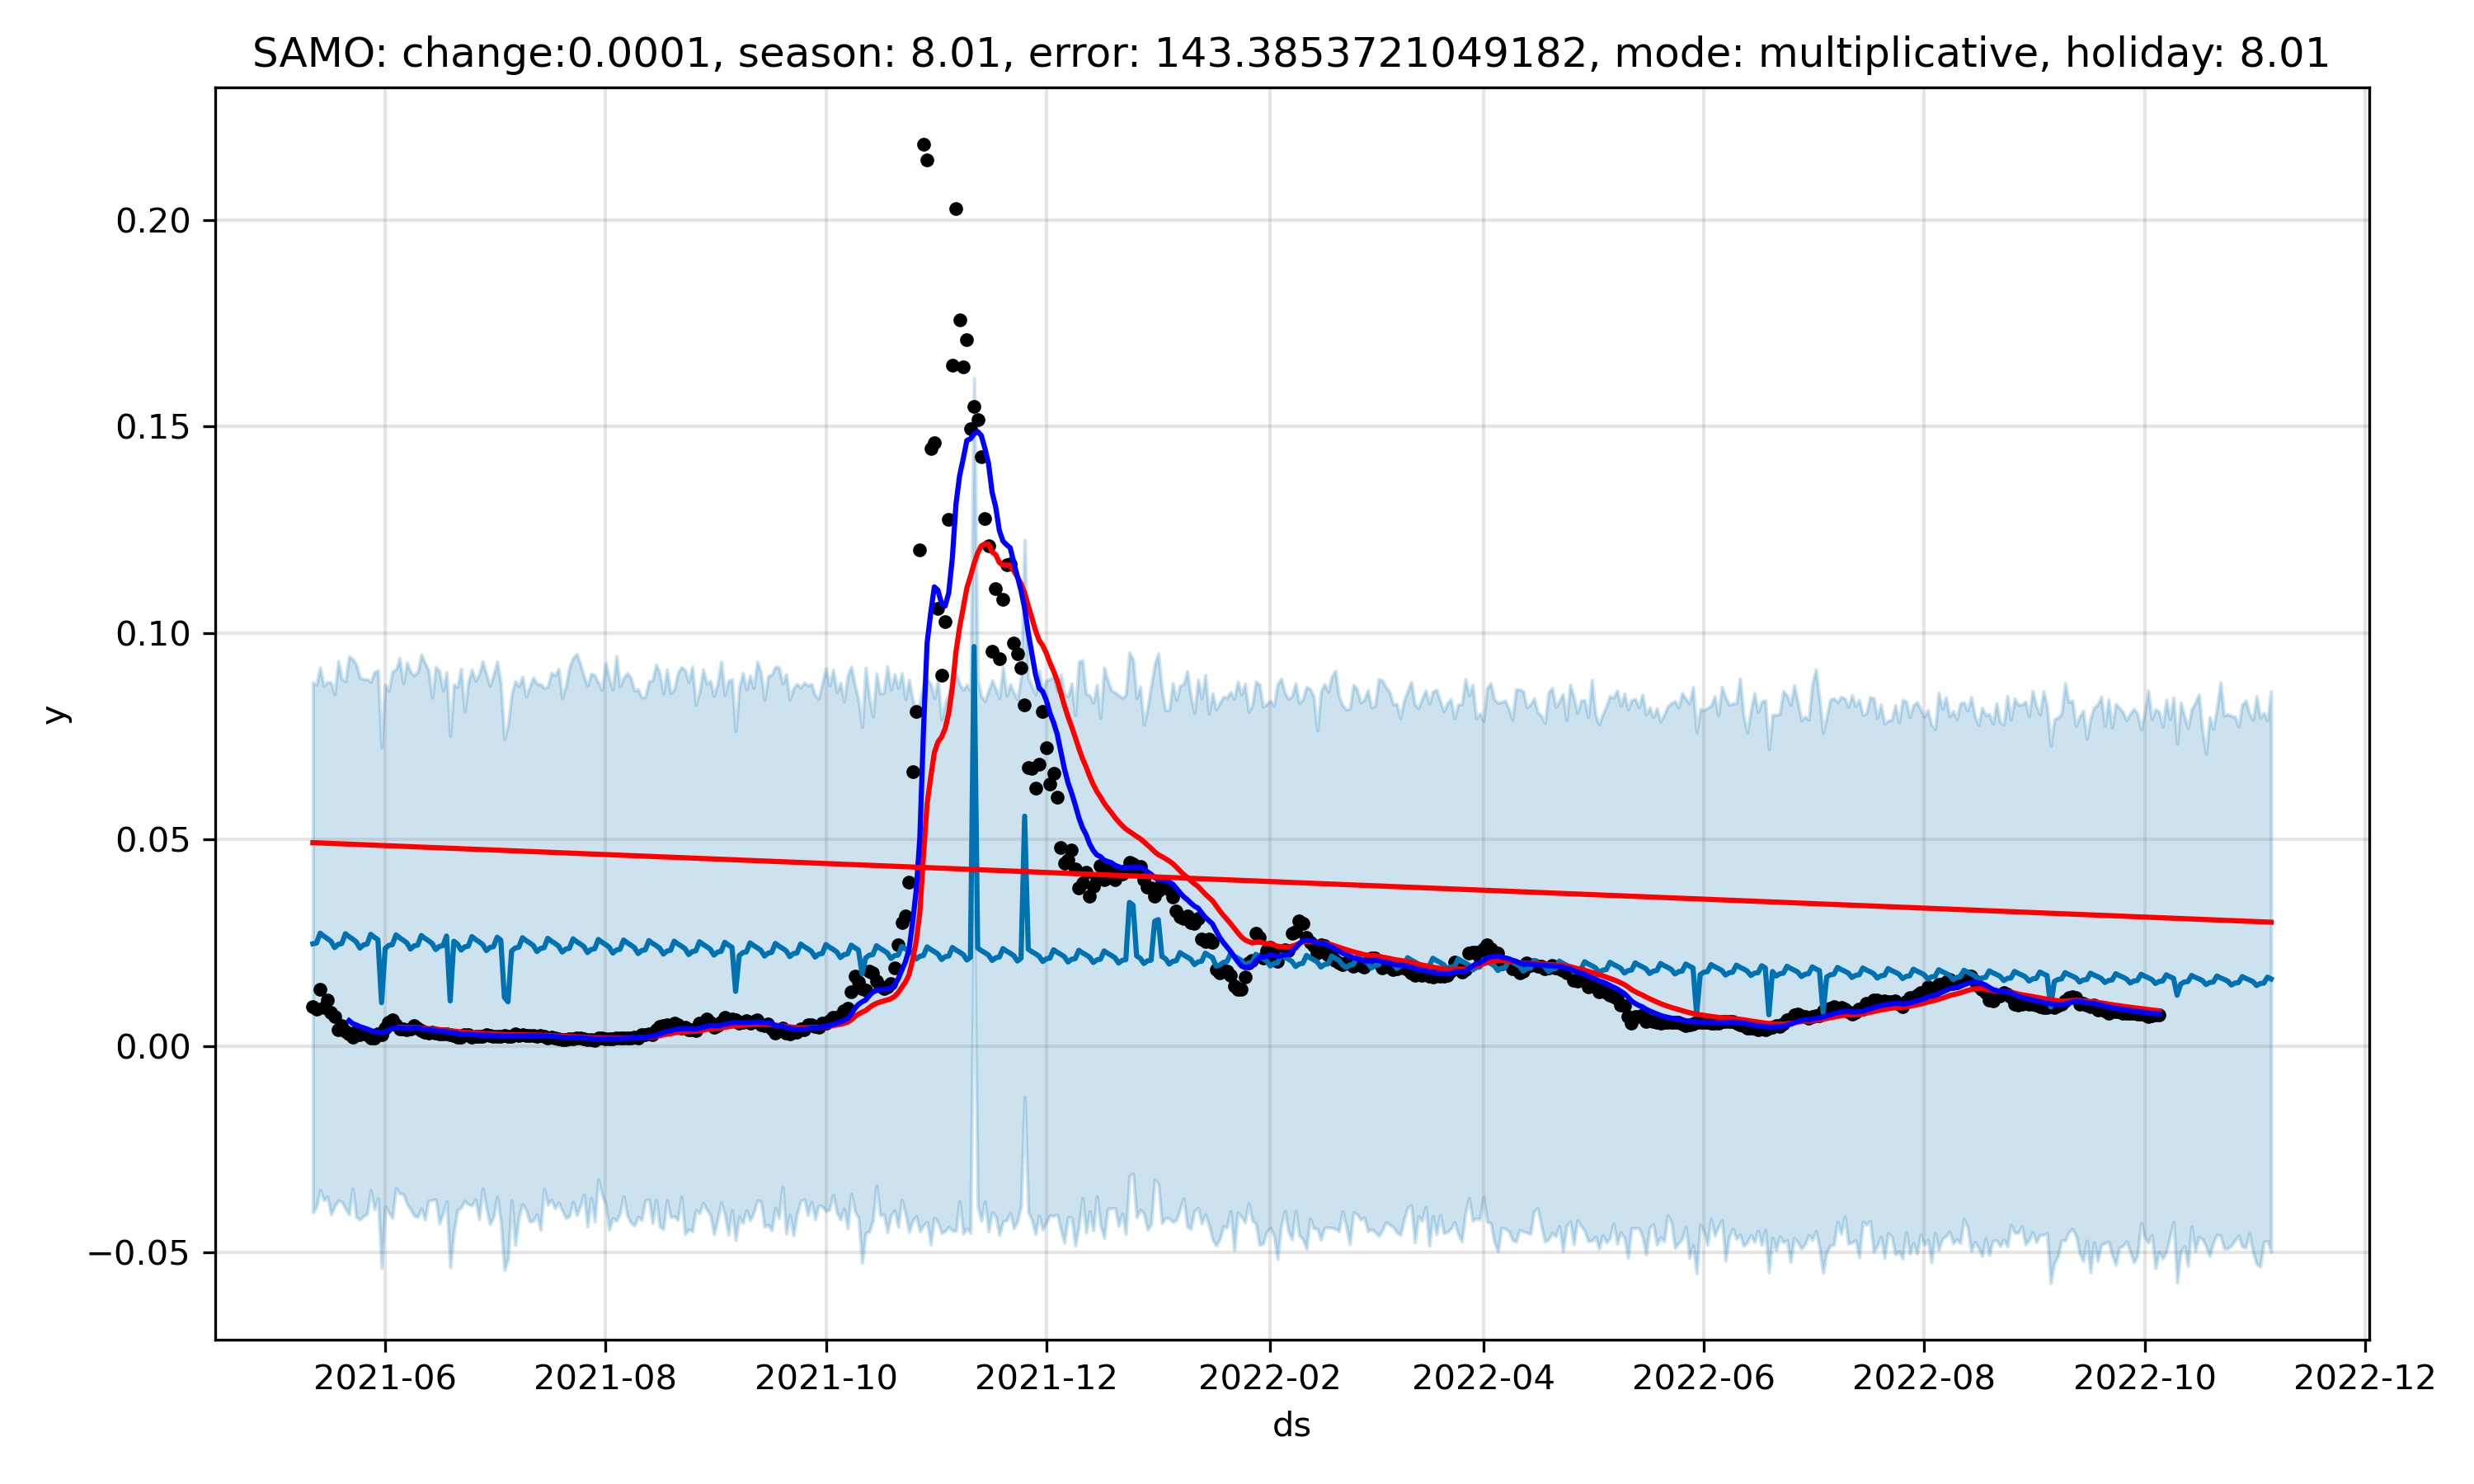 SAMO: change:0.0001, season: 8.01, error: 143.3853721049182, mode: multiplicative, holiday: 8.01
y
0.20
0.15
0.10
0.05
0.00
−0.05
2021-06 2021-08 2021-10 2021-12 2022-02 2022-04 2022-06 2022-08 2022-10 2022-12
ds